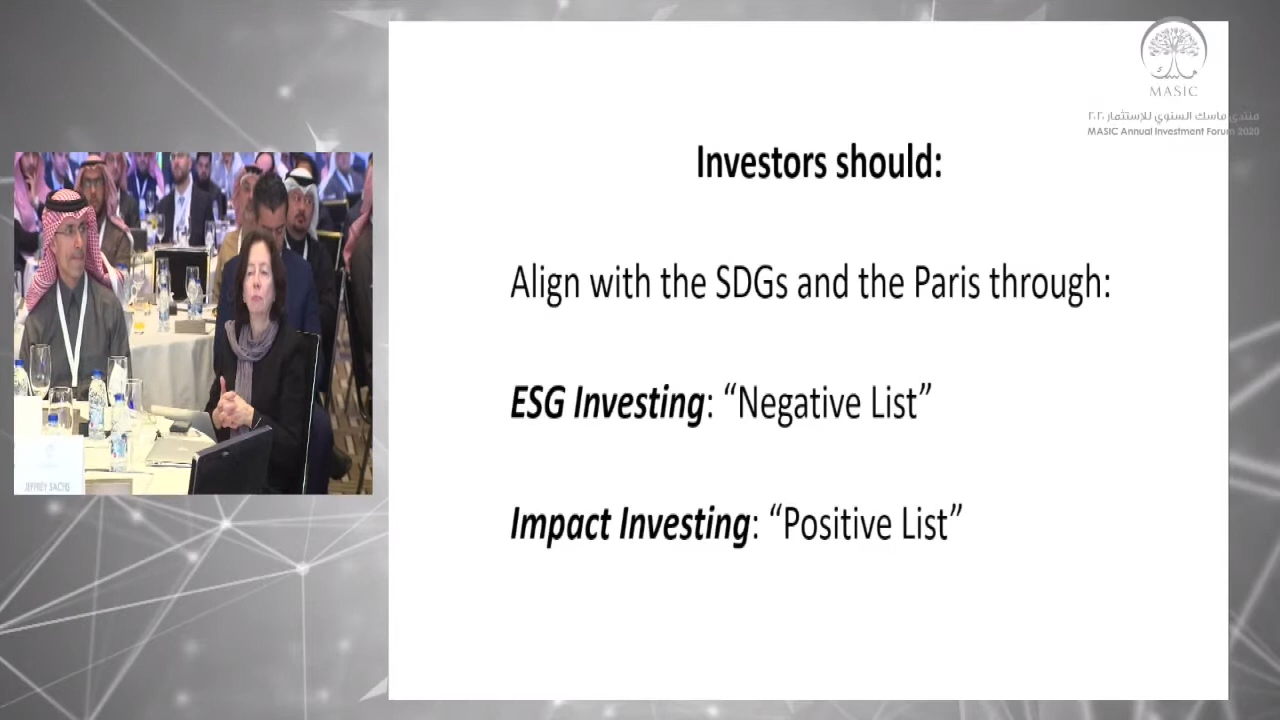 MASIC
منتدى ماسك السنوي للإستثمار ٢٠٢٠
MASIC Annual Investment Forum 2020
Investors should:
Align with the SDGs and the Paris through:
ESG Investing: “Negative List”
Impact Investing: “Positive List”
JEFFREY SACHS